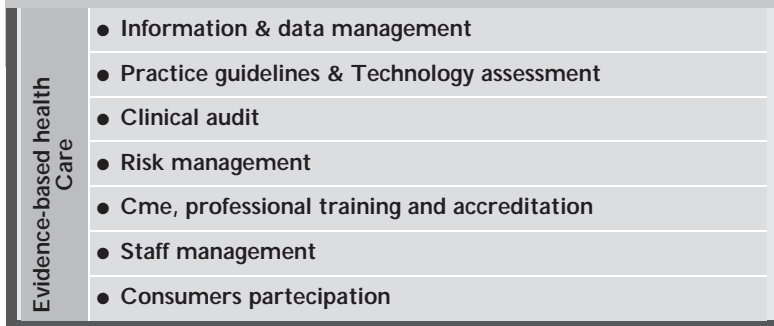 Evidence-based health
Care
● Information & data management
● Practice guidelines & Technology assessment
● Clinical audit
● Risk management
● Cme, professional training and accreditation
● Staff management
● Consumers partecipation